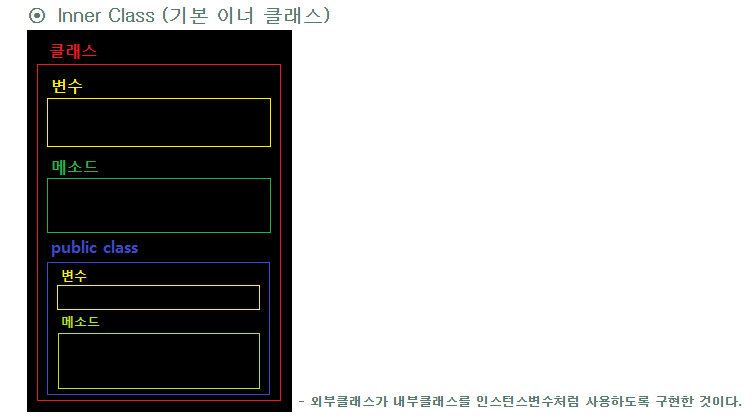 ⊙ Inner Class (기본 이너 클래스)
클래스
변수
메소드
public class
변수
메소드
- 외부클래스가 내부클래스를 인스턴스변수처럼 사용하도록 구현한 것이다.